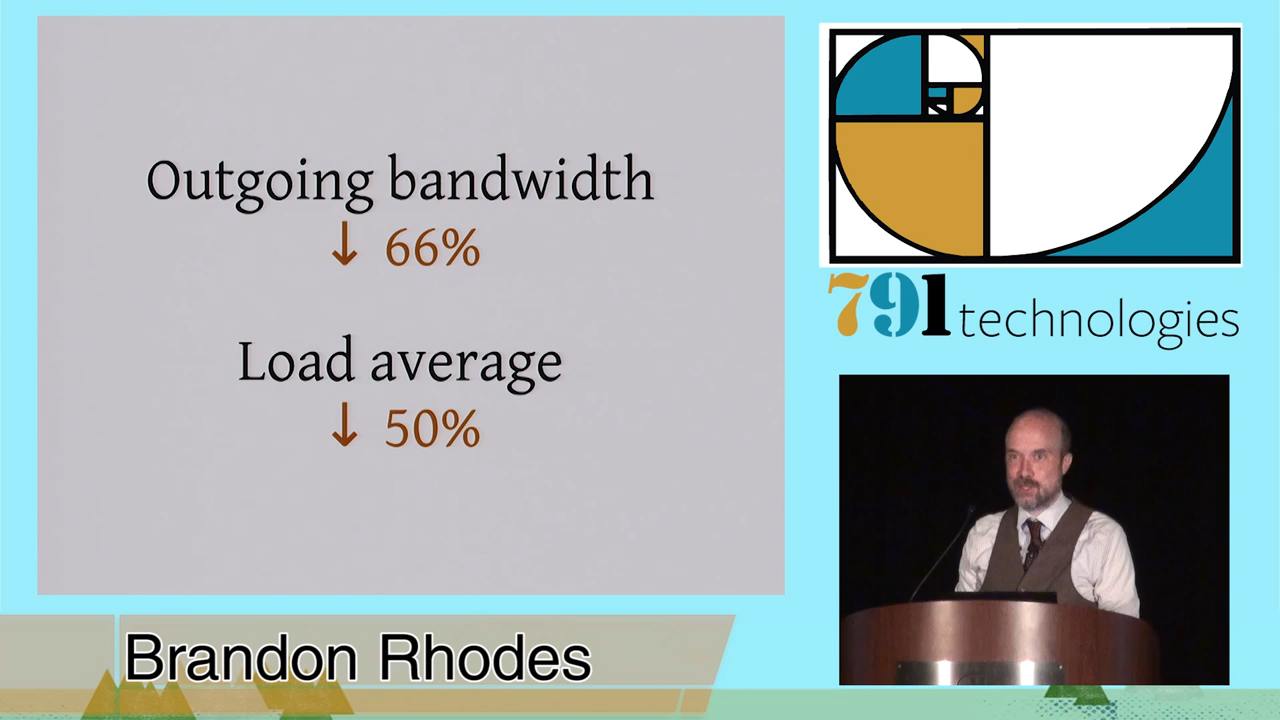 Outgoing bandwidth
↓ 66%
Load average
↓ 50%
791 technologies
Brandon Rhodes